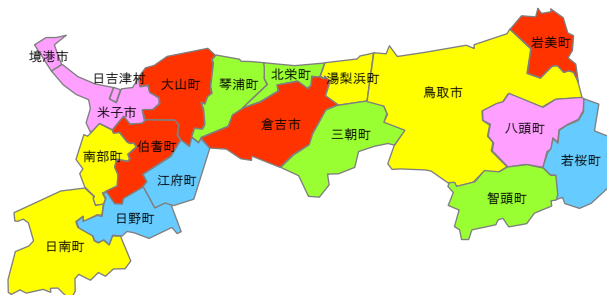 岩美町
境港市
日吉津村
大山町
琴浦町
北栄町
湯梨浜町
鳥取市
米子市
倉吉市
八頭町
三朝町
伯耆町
南部町
若桜町
江府町
智頭町
日野町
日南町